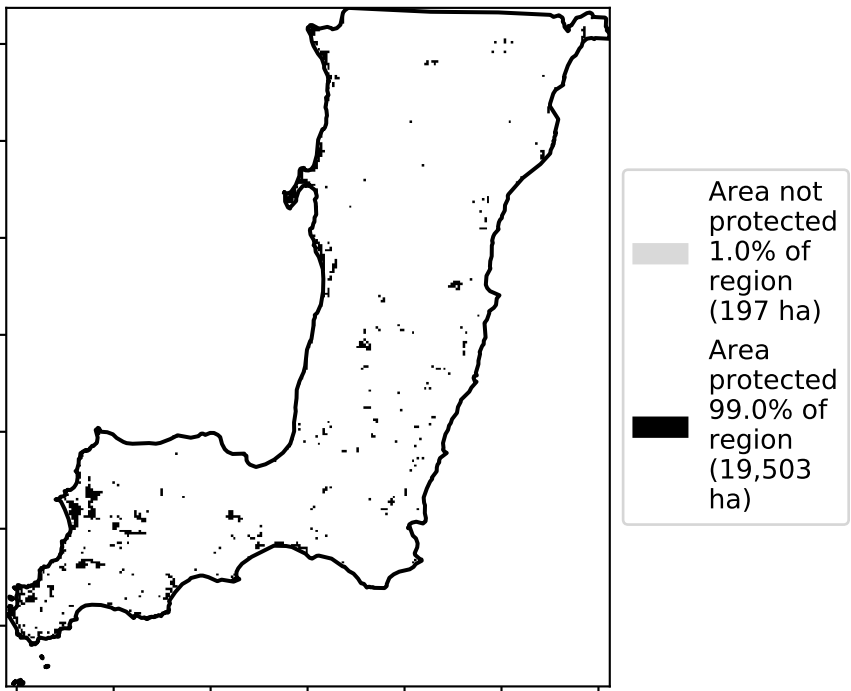 Area not
protected
1.0% of
region
(197 ha)
Area
protected
99.0% of
region
(19,503
ha)